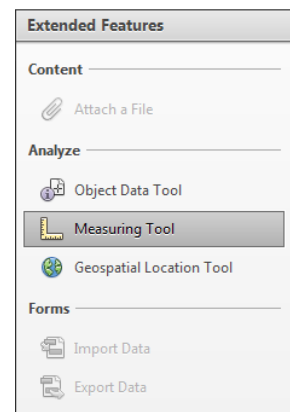 Extended Features
Content
Attach a File
Analyze
Object Data Tool
Measuring Tool
Geospatial Location Tool
Forms
Import Data
Export Data